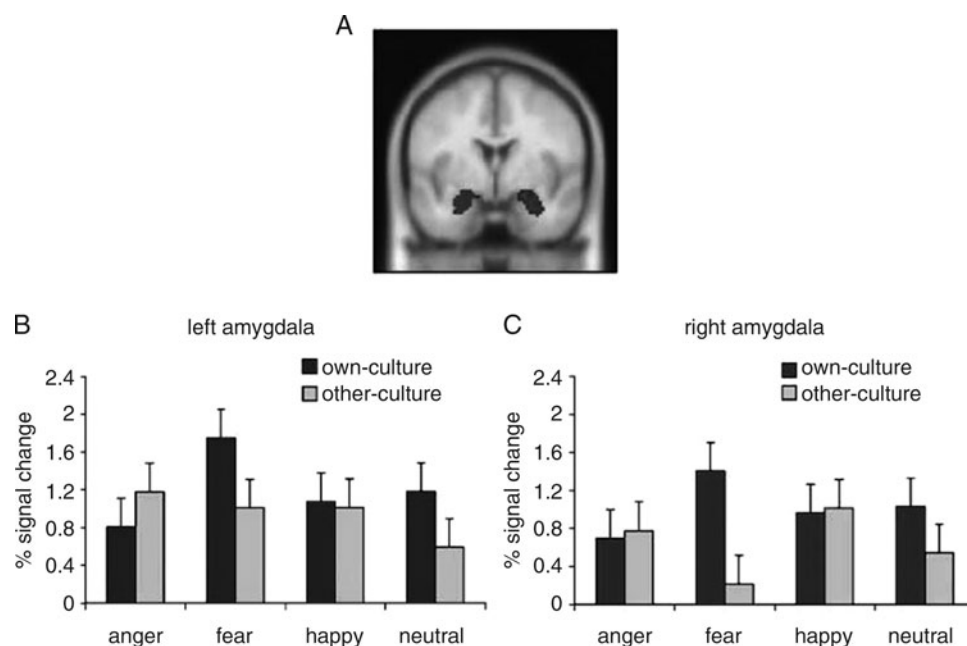 A
B
left amygdala
own-culture
other-culture
% signal change
2.4
2
1.6
1.2
0.8
0.4
0
anger fear happy neutral
C
right amygdala
own-culture
other-culture
% signal change
2.4
2
1.6
1.2
0.8
0.4
0
anger fear happy neutral